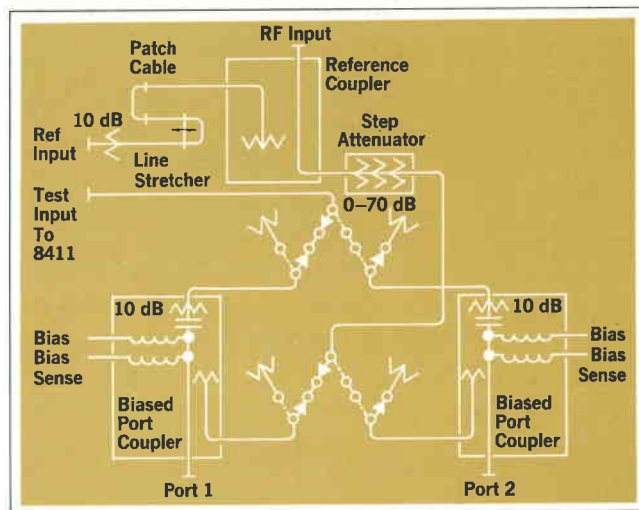 RF Input
Patch
Cable
Reference
Coupler
10 dB
Ref
Input
Line
Stretcher
Step
Attenuator
0–70 dB
Test
Input
To
8411
10 dB
Bias
Bias
Sense
Biased
Port
Coupler
Port 1
10 dB
Bias
Bias
Sense
Biased
Port
Coupler
Port 2